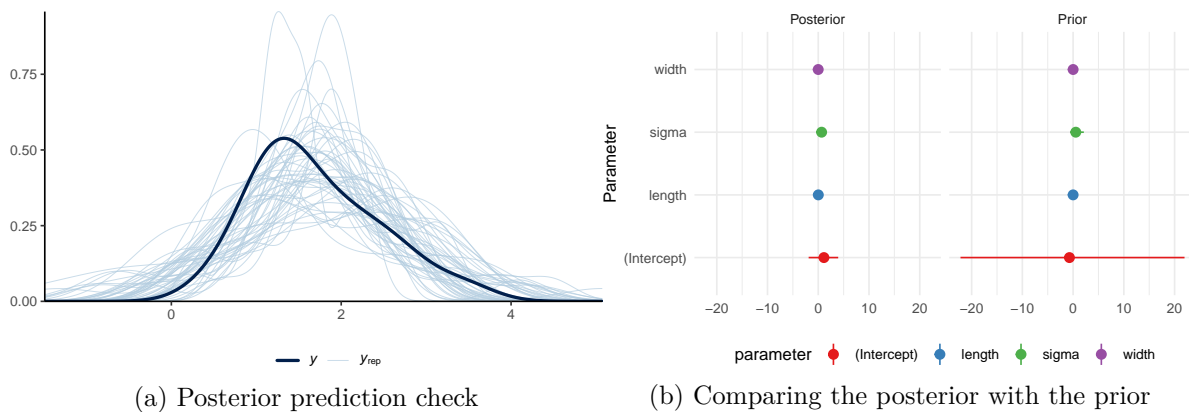 0.75
0.50
0.25
0.00
0
2
4
y
yrep
(a) Posterior prediction check
Posterior
Prior
Parameter
width
sigma
length
(Intercept)
−20
−10
0
10
20
−20
−10
0
10
20
parameter
(Intercept)
length
sigma
width
(b) Comparing the posterior with the prior